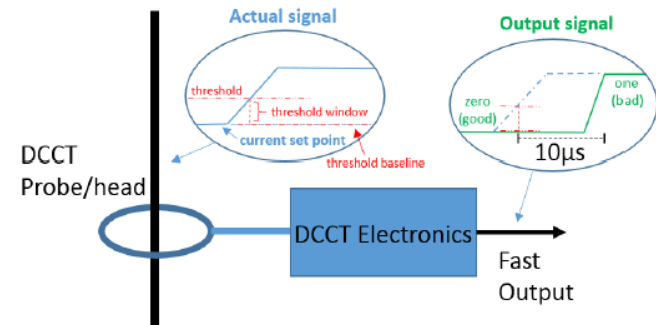 Actual signal
threshold
threshold window
current set point
threshold baseline
Output signal
zero
(good)
one
(bad)
10μs
DCCT
Probe/head
DCCT Electronics
Fast
Output